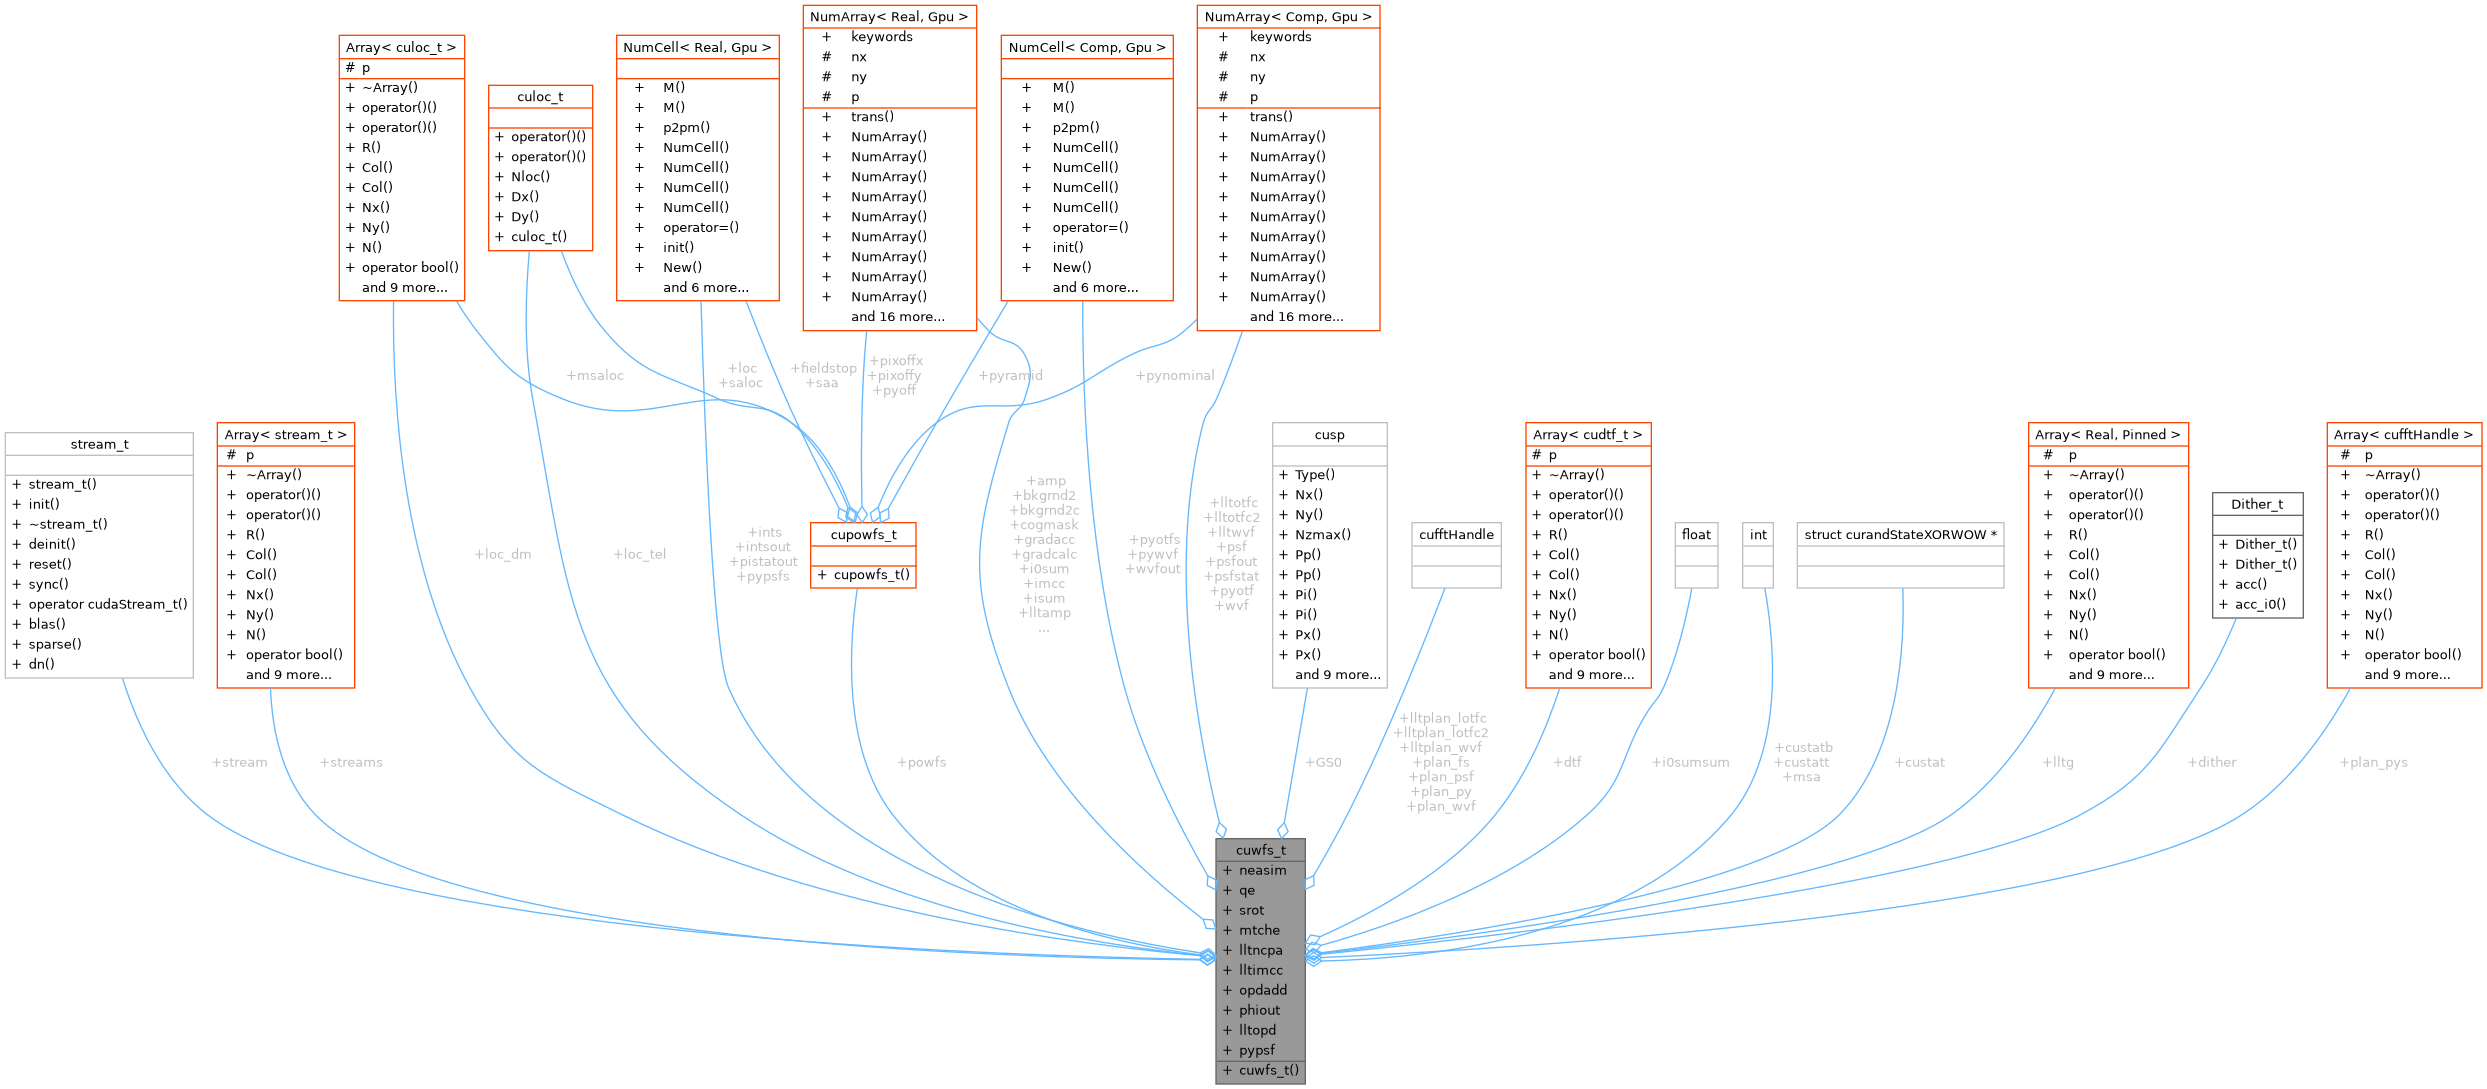 NumArray< Real, Gpu >
+ keywords
# nx
# ny
# p
+ trans()
+ NumArray()
+ NumArray()
+ NumArray()
+ NumArray()
+ NumArray()
+ NumArray()
+ NumArray()
+ NumArray()
+ NumArray()
and 16 more...
NumArray< Comp, Gpu >
+ keywords
# nx
# ny
# p
+ trans()
+ NumArray()
+ NumArray()
+ NumArray()
+ NumArray()
+ NumArray()
+ NumArray()
+ NumArray()
+ NumArray()
+ NumArray()
and 16 more...
Array< culoc_t >
# p
+ ~Array()
+ operator()()
+ operator()()
+ R()
+ Col()
+ Col()
+ Nx()
+ Ny()
+ N()
+ operator bool()
and 9 more...
culoc_t
+ operator()()
+ operator()()
+ Nloc()
+ Dx()
+ Dy()
+ culoc_t()
NumCell< Real, Gpu >
+ M()
+ M()
+ p2pm()
+ NumCell()
+ NumCell()
+ NumCell()
+ NumCell()
+ operator=()
+ init()
+ New()
and 6 more...
NumCell< Comp, Gpu >
+ M()
+ M()
+ p2pm()
+ NumCell()
+ NumCell()
+ NumCell()
+ NumCell()
+ operator=()
+ init()
+ New()
and 6 more...
+msaloc
+loc
+saloc
+fieldstop
+saa
+pixoffx
+pixoffy
+pyoff
+pyramid
+pynominal
stream_t
+ stream_t()
+ init()
+ ~stream_t()
+ deinit()
+ reset()
+ sync()
+ operator cudaStream_t()
+ blas()
+ sparse()
+ dn()
Array< stream_t >
# p
+ ~Array()
+ operator()()
+ operator()()
+ R()
+ Col()
+ Col()
+ Nx()
+ Ny()
+ N()
+ operator bool()
and 9 more...
+loc_dm
+loc_tel
+ints
+intsout
+pistatout
+pypsfs
cupowfs_t
+ cupowfs_t()
+amp
+bkgrnd2
+bkgrnd2c
+cogmask
+gradacc
+gradcalc
+i0sum
+imcc
+isum
+lltamp
...
+pyotfs
+pywvf
+wvfout
+lltotfc
+lltotfc2
+lltwvf
+psf
+psfout
+psfstat
+pyotf
+wvf
cusp
+ Type()
+ Nx()
+ Ny()
+ Nzmax()
+ Pp()
+ Pp()
+ Pi()
+ Pi()
+ Px()
+ Px()
and 9 more...
cufftHandle
Array< cudtf_t >
# p
+ ~Array()
+ operator()()
+ operator()()
+ R()
+ Col()
+ Col()
+ Nx()
+ Ny()
+ N()
+ operator bool()
and 9 more...
float
int
struct curandStateXORWOW *
Array< Real, Pinned >
# p
+ ~Array()
+ operator()()
+ operator()()
+ R()
+ Col()
+ Col()
+ Nx()
+ Ny()
+ N()
+ operator bool()
and 9 more...
Dither_t
+ Dither_t()
+ Dither_t()
+ acc()
+ acc_i0()
Array< cufftHandle >
# p
+ ~Array()
+ operator()()
+ operator()()
+ R()
+ Col()
+ Col()
+ Nx()
+ Ny()
+ N()
+ operator bool()
and 9 more...
+stream
+streams
+powfs
+GS0
+lltplan_lotfc
+lltplan_lotfc2
+lltplan_wvf
+plan_fs
+plan_psf
+plan_py
+plan_wvf
+dtf
+i0sumsum
+custatb
+custatt
+msa
+custat
+lltg
+dither
+plan_pys
cuwfs_t
+ neasim
+ qe
+ srot
+ mtche
+ lltncpa
+ lltimcc
+ opdadd
+ phiout
+ lltopd
+ pypsf
+ cuwfs_t()